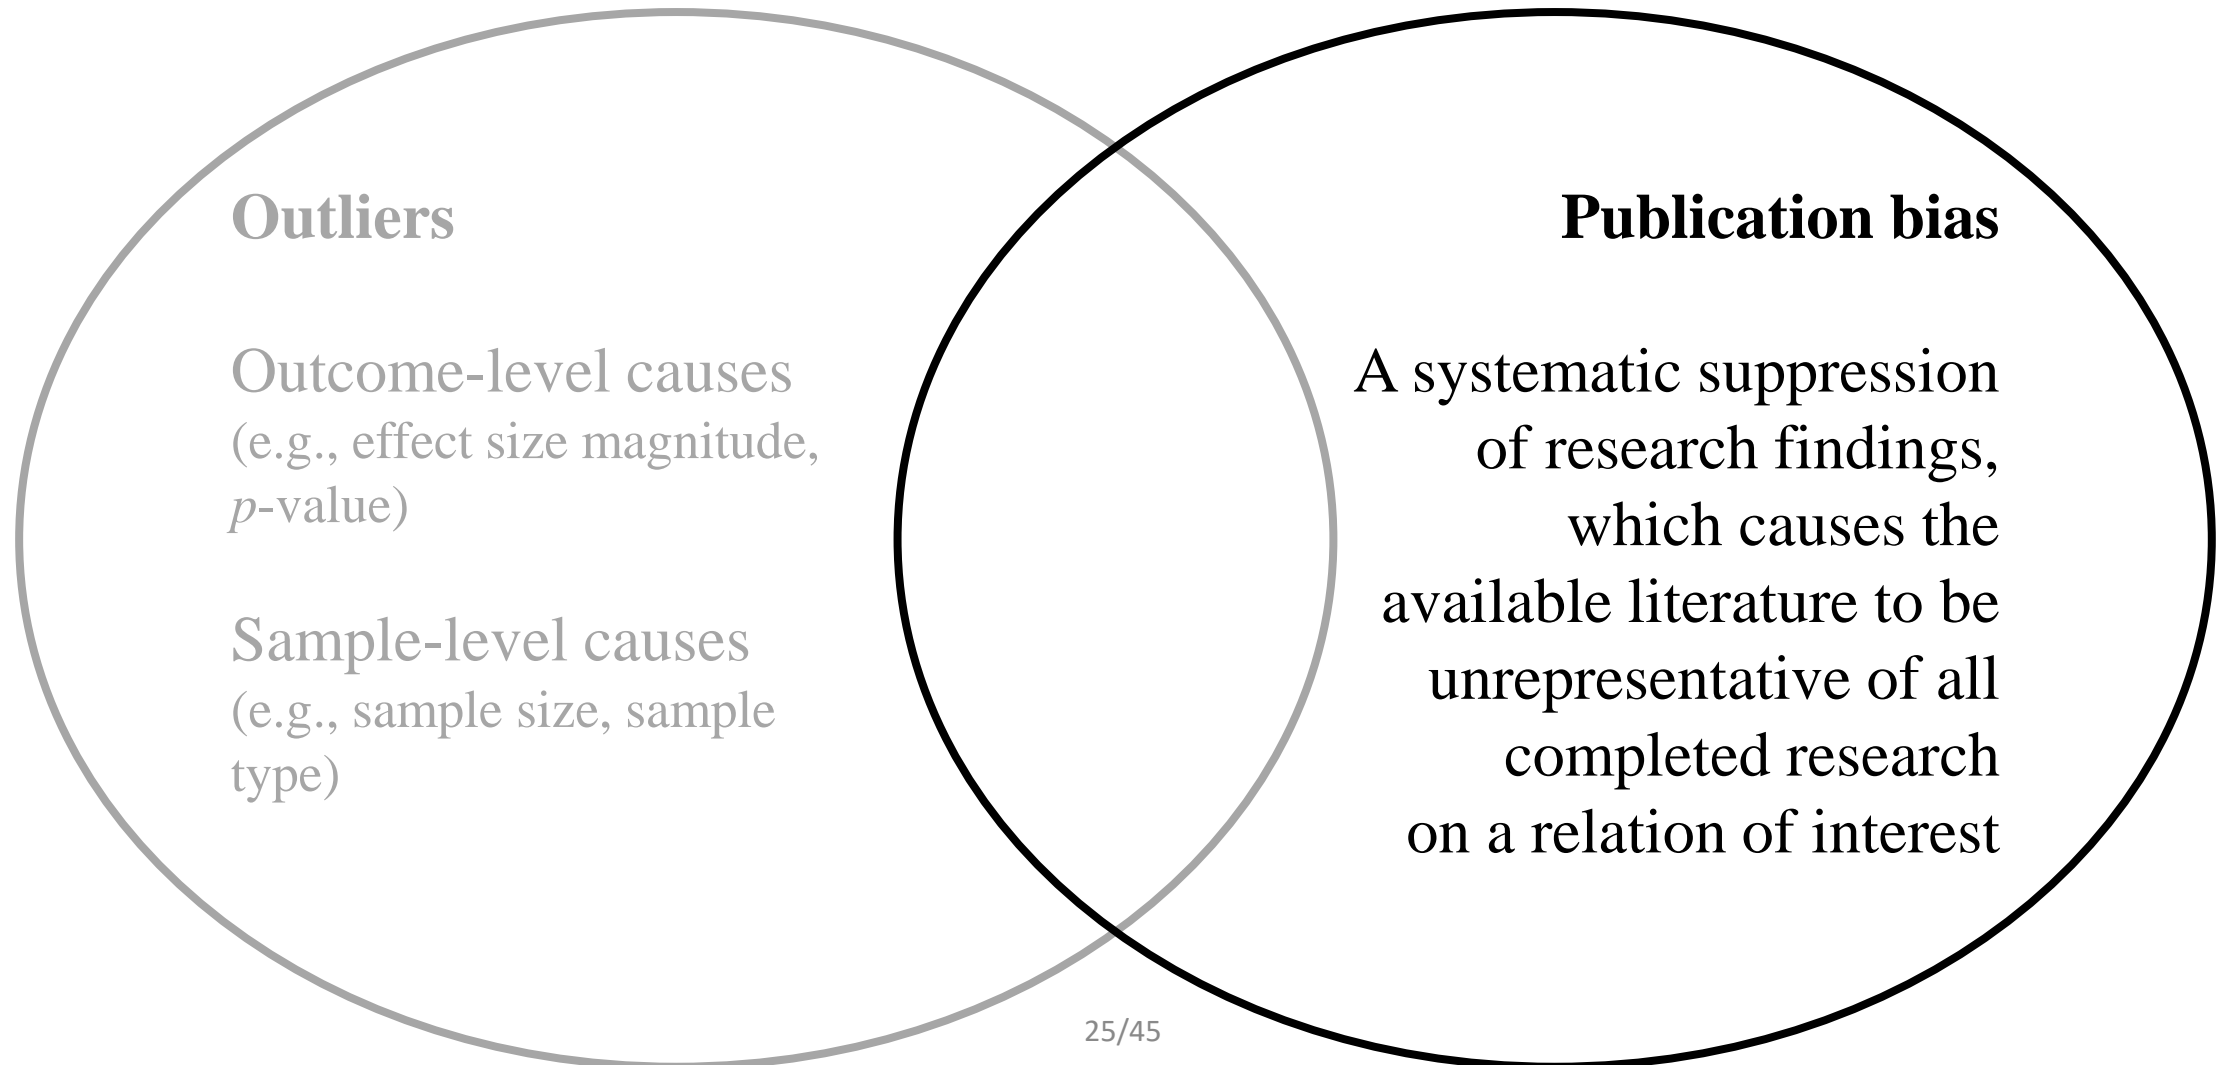 Outliers
Outcome-level causes
(e.g., effect size magnitude,
p-value)
Sample-level causes
(e.g., sample size, sample
type)
Publication bias
A systematic suppression
of research findings,
which causes the
available literature to be
unrepresentative of all
completed research
on a relation of interest
25/45